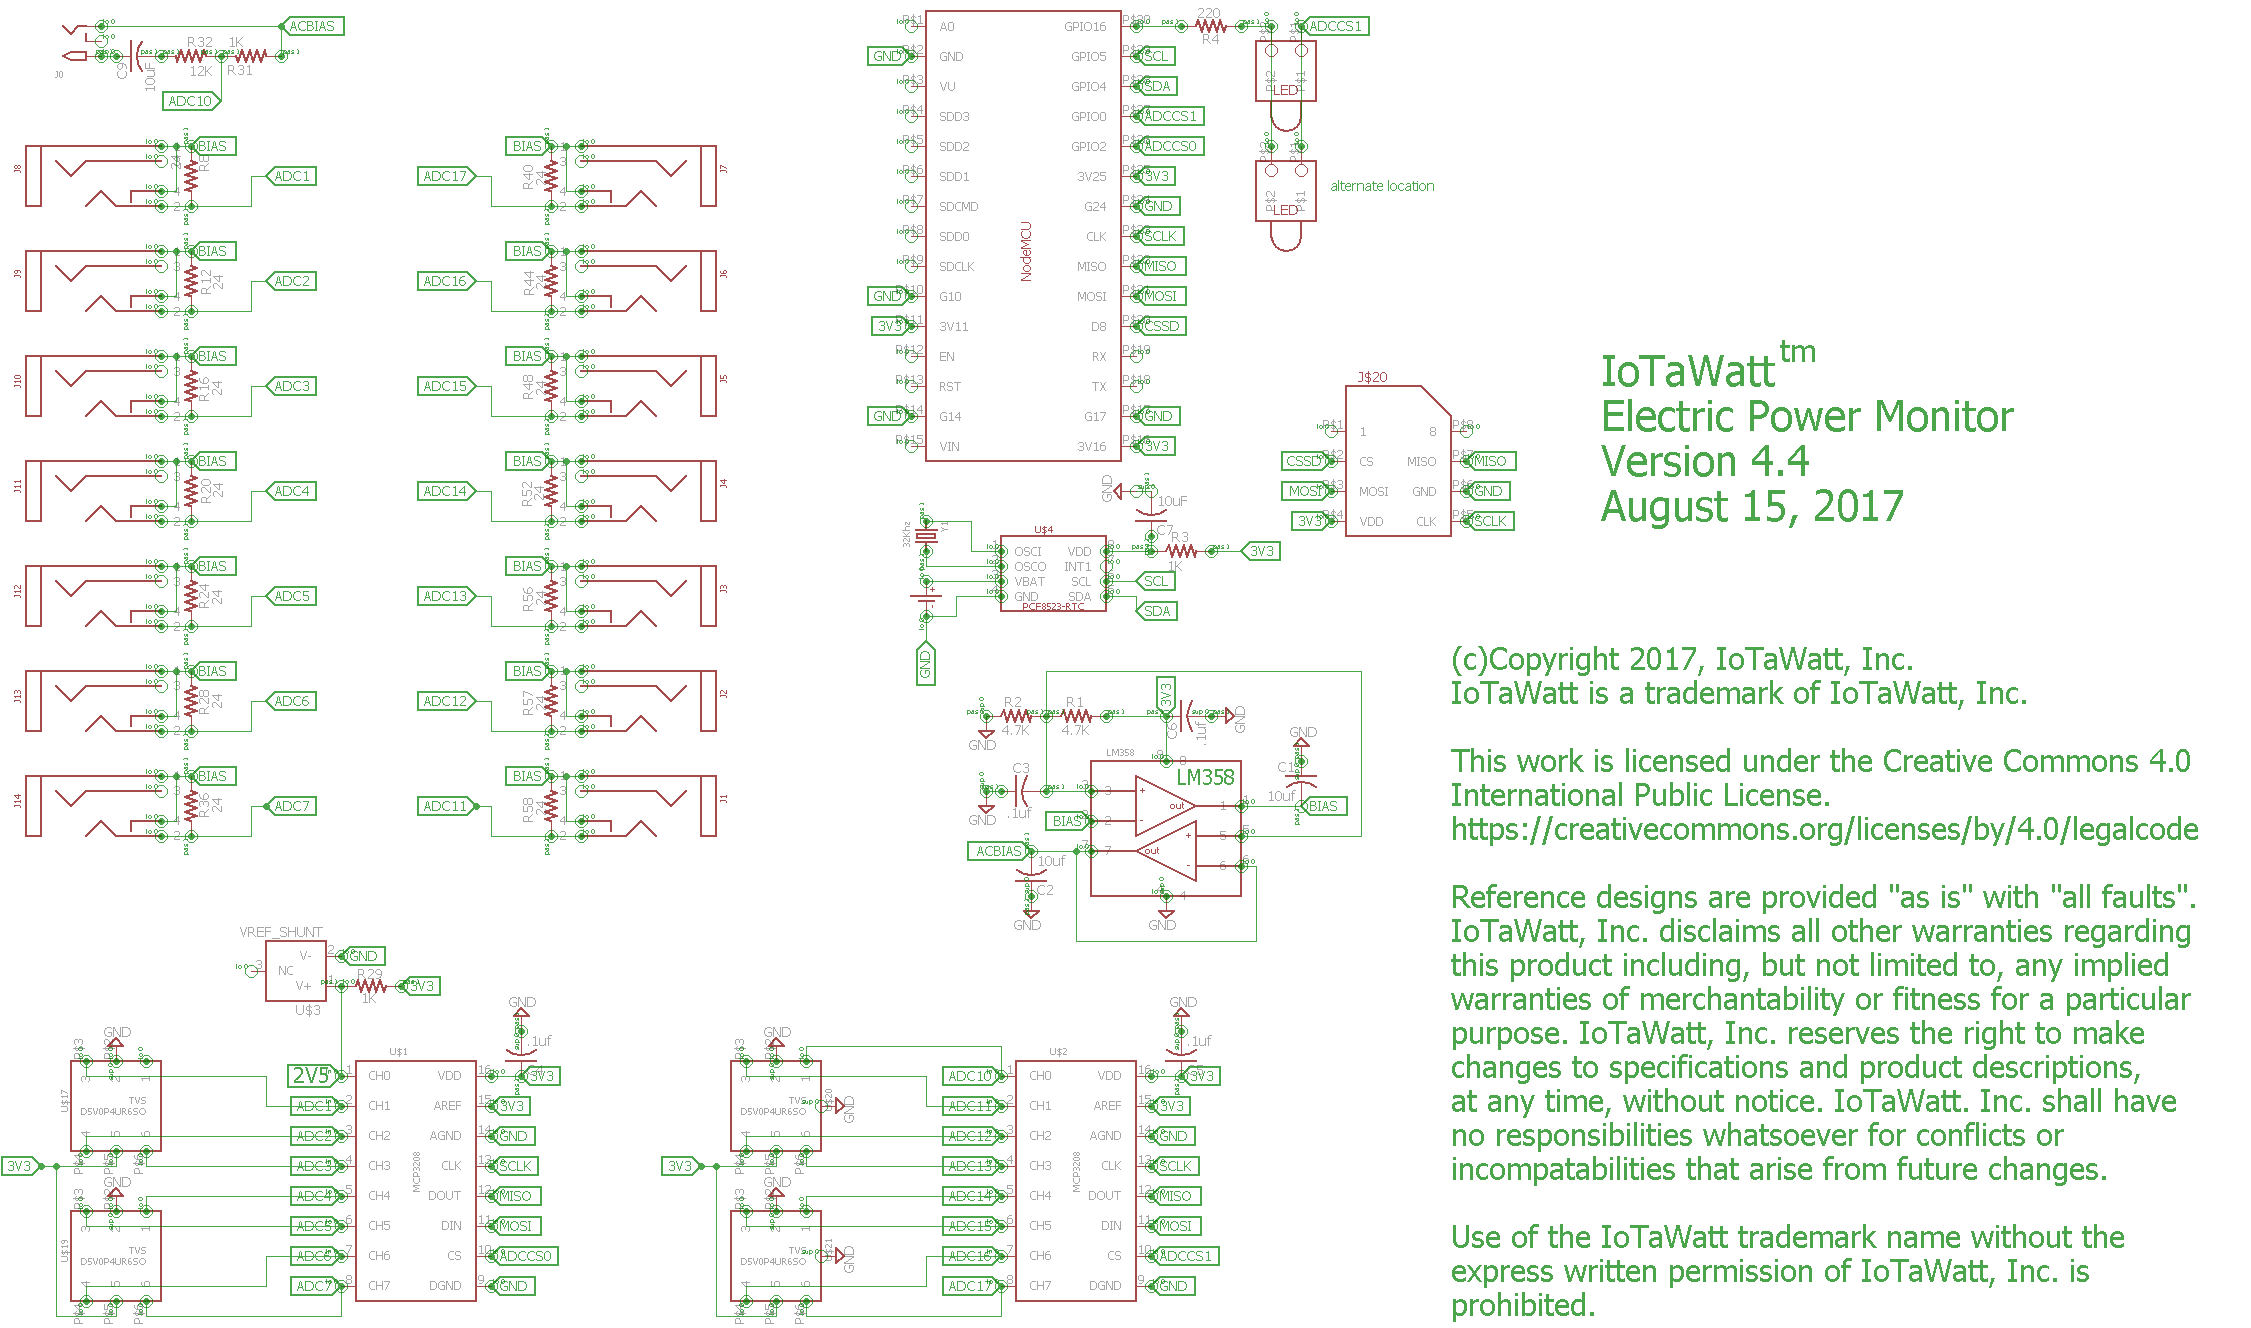 ACBIAS
R32
1K
C9
10uF
12K
R31
J0
ADC10
J8
24
R8
BIAS
ADC1
J9
R12
24
BIAS
ADC2
J10
R16
24
BIAS
ADC3
J11
R20
24
BIAS
ADC4
J12
R24
24
BIAS
ADC5
J13
R28
24
BIAS
ADC6
J14
R36
24
BIAS
ADC7
BIAS
ADC17
R40
24
J7
BIAS
ADC16
R44
24
J6
BIAS
ADC15
R48
24
J5
BIAS
ADC14
R52
24
J4
BIAS
ADC13
R56
24
J3
BIAS
ADC12
R57
24
J2
BIAS
ADC11
R58
24
J1
A0
GPIO16
GND
GND
GPIO5
SCL
VU
GPIO4
SDA
SDD3
GPIO0
ADCCS1
SDD2
GPIO2
ADCCS0
SDD1
3V25
3V3
SDCMD
G24
GND
SDD0
CLK
SCLK
SDCLK
MISO
MISO
GND
G10
MOSI
MOSI
3V3
3V11
D8
CSSD
EN
RX
RST
TX
GND
G14
G17
GND
VIN
3V16
3V3
NodeMCU
220
R4
ADCCS1
LED
LED
alternate location
J$20
1
8
CSSD
CS
MISO
MISO
MOSI
MOSI
GND
GND
3V3
VDD
CLK
SCLK
GND
10uF
C7
R3
1K
3V3
32Khz
Y1
U$4
OSCI
VDD
OSCO
INT1
VBAT
SCL
SCL
GND
SDA
SDA
PCF8523-RTC
GND
R2
R1
4.7K
4.7K
GND
3V3
C6
.1uf
GND
LM358
LM358
C3
.1uf
GND
BIAS
ACBIAS
10uf
C2
GND
GND
out
out
GND
C1
10uf
BIAS
VREF_SHUNT
V-
NC
V+
GND
R29
1K
3V3
U$3
GND
.1uf
3V3
U$1
2V5
CH0
VDD
ADC1
CH1
AREF
3V3
ADC2
CH2
AGND
GND
ADC3
CH3
CLK
SCLK
ADC4
CH4
DOUT
MISO
ADC5
CH5
DIN
MOSI
ADC6
CH6
CS
ADCCS0
ADC7
CH7
DGND
GND
MCP3208
GND
U$17
TVS
D5V0P4UR6SO
3V3
GND
U$19
TVS
D5V0P4UR6SO
GND
.1uf
3V3
U$2
ADC10
CH0
VDD
ADC11
CH1
AREF
3V3
ADC12
CH2
AGND
GND
ADC13
CH3
CLK
SCLK
ADC14
CH4
DOUT
MISO
ADC15
CH5
DIN
MOSI
ADC16
CH6
CS
ADCCS1
ADC17
CH7
DGND
GND
MCP3208
GND
U$20
TVS
D5V0P4UR6SO
GND
3V3
GND
U$21
TVS
D5V0P4UR6SO
GND
IoTaWatt tm
Electric Power Monitor
Version 4.4
August 15, 2017
(c)Copyright 2017, IoTaWatt, Inc.
IoTaWatt is a trademark of IoTaWatt, Inc.
This work is licensed under the Creative Commons 4.0
International Public License.
https://creativecommons.org/licenses/by/4.0/legalcode
Reference designs are provided "as is" with "all faults".
IoTaWatt, Inc. disclaims all other warranties regarding
this product including, but not limited to, any implied
warranties of merchantability or fitness for a particular
purpose. IoTaWatt, Inc. reserves the right to make
changes to specifications and product descriptions,
at any time, without notice. IoTaWatt. Inc. shall have
no responsibilities whatsoever for conflicts or
incompatabilities that arise from future changes.
Use of the IoTaWatt trademark name without the
express written permission of IoTaWatt, Inc. is
prohibited.